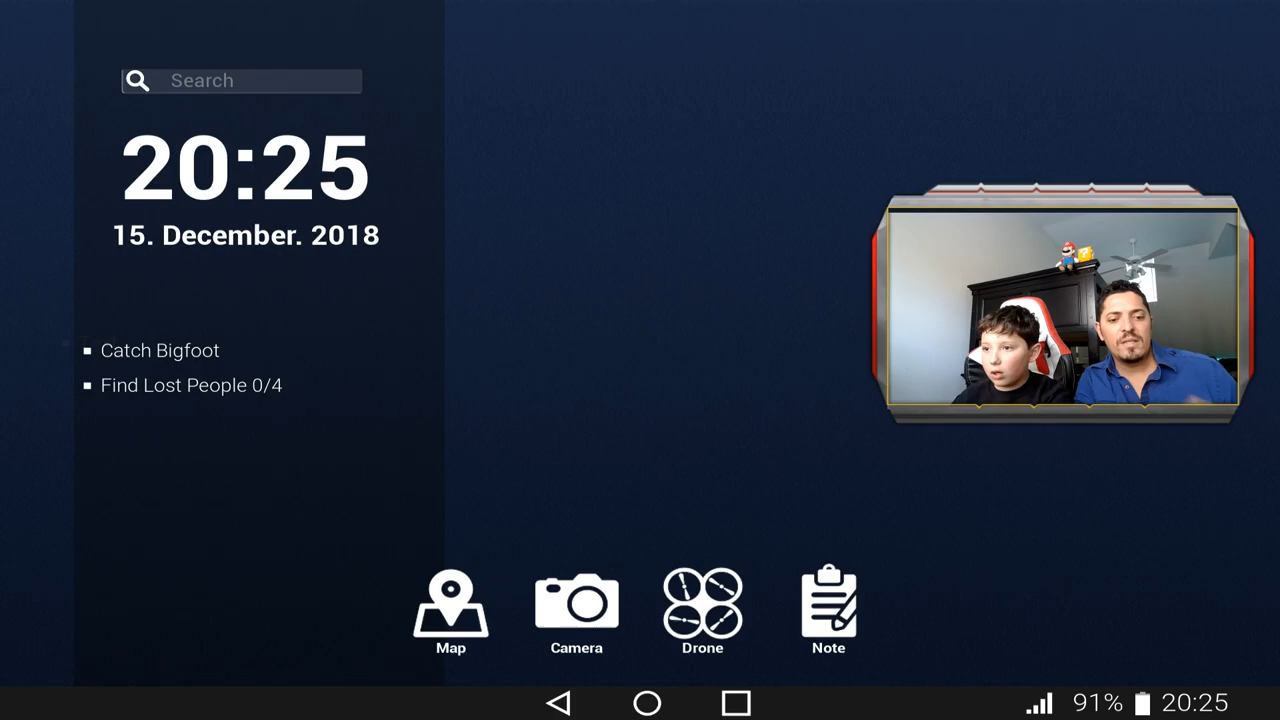 Search
20:25
15. December. 2018
Catch Bigfoot
Find Lost People 0/4
Map
Camera
Drone
Note
91% 20:25